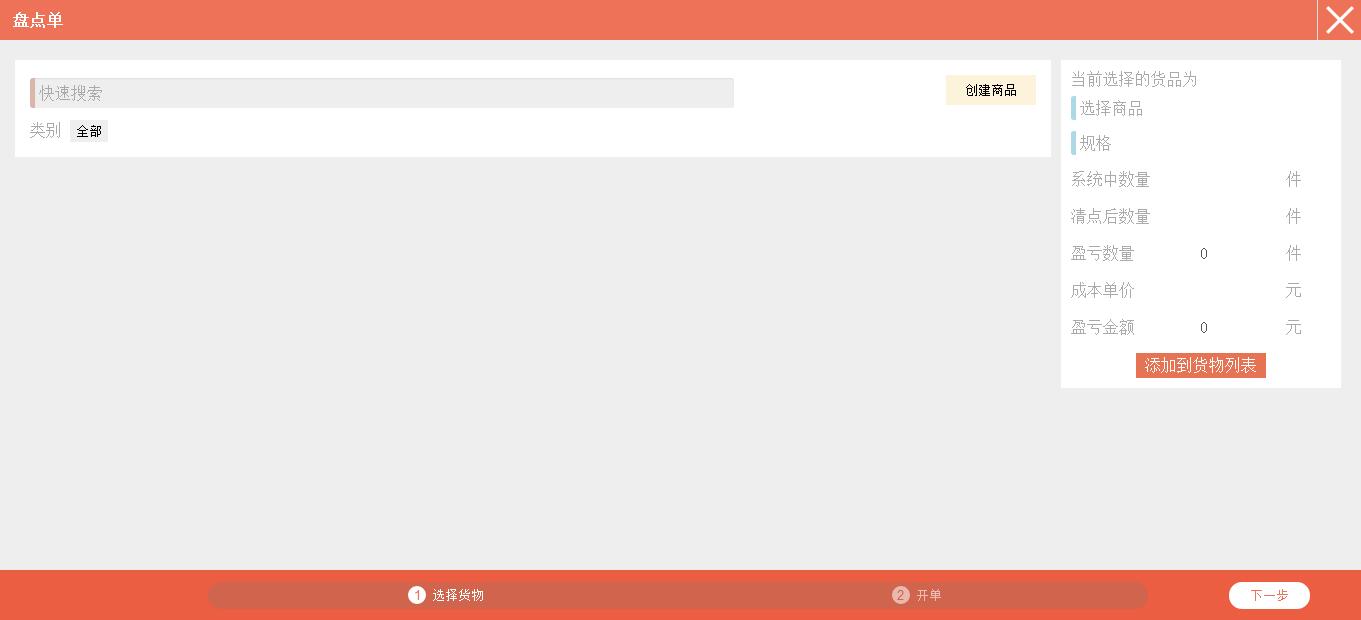 盘点单
快速搜索
创建商品
类别 全部
当前选择的货品为
选择商品
规格
系统中数量 件
清点后数量 件
盈亏数量 0 件
成本单价 元
盈亏金额 0 元
添加到货物列表
1 选择货物
2 开单
下一步